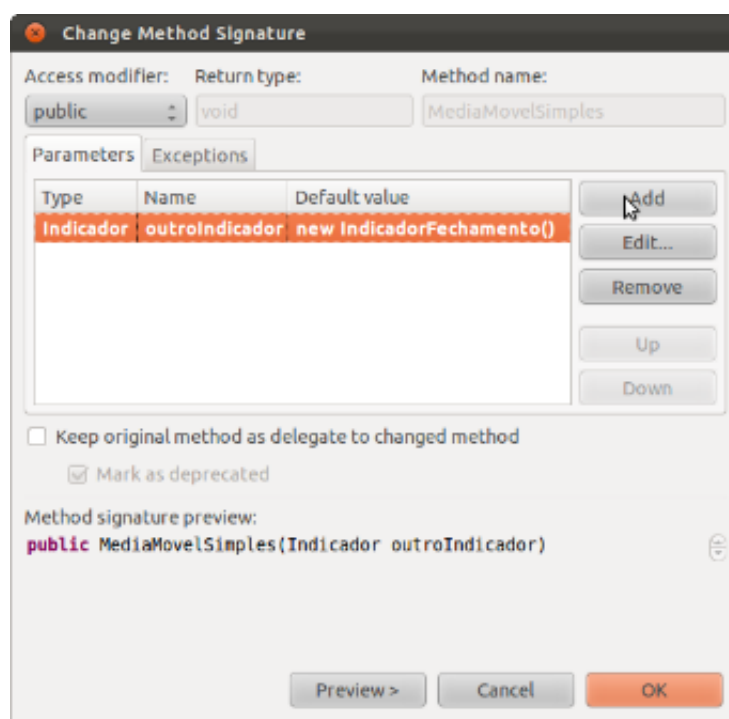 Change Method Signature
Access modifier: Return type: Method name:
public void MediaMovelSimples
Parameters Exceptions
Type Name Default value
Indicador outroIndicador new IndicadorFechamento()
Add
Edit...
Remove
Up
Down
Keep original method as delegate to changed method
Mark as deprecated
Method signature preview:
public MediaMovelSimples(Indicador outroIndicador)
Preview > Cancel OK